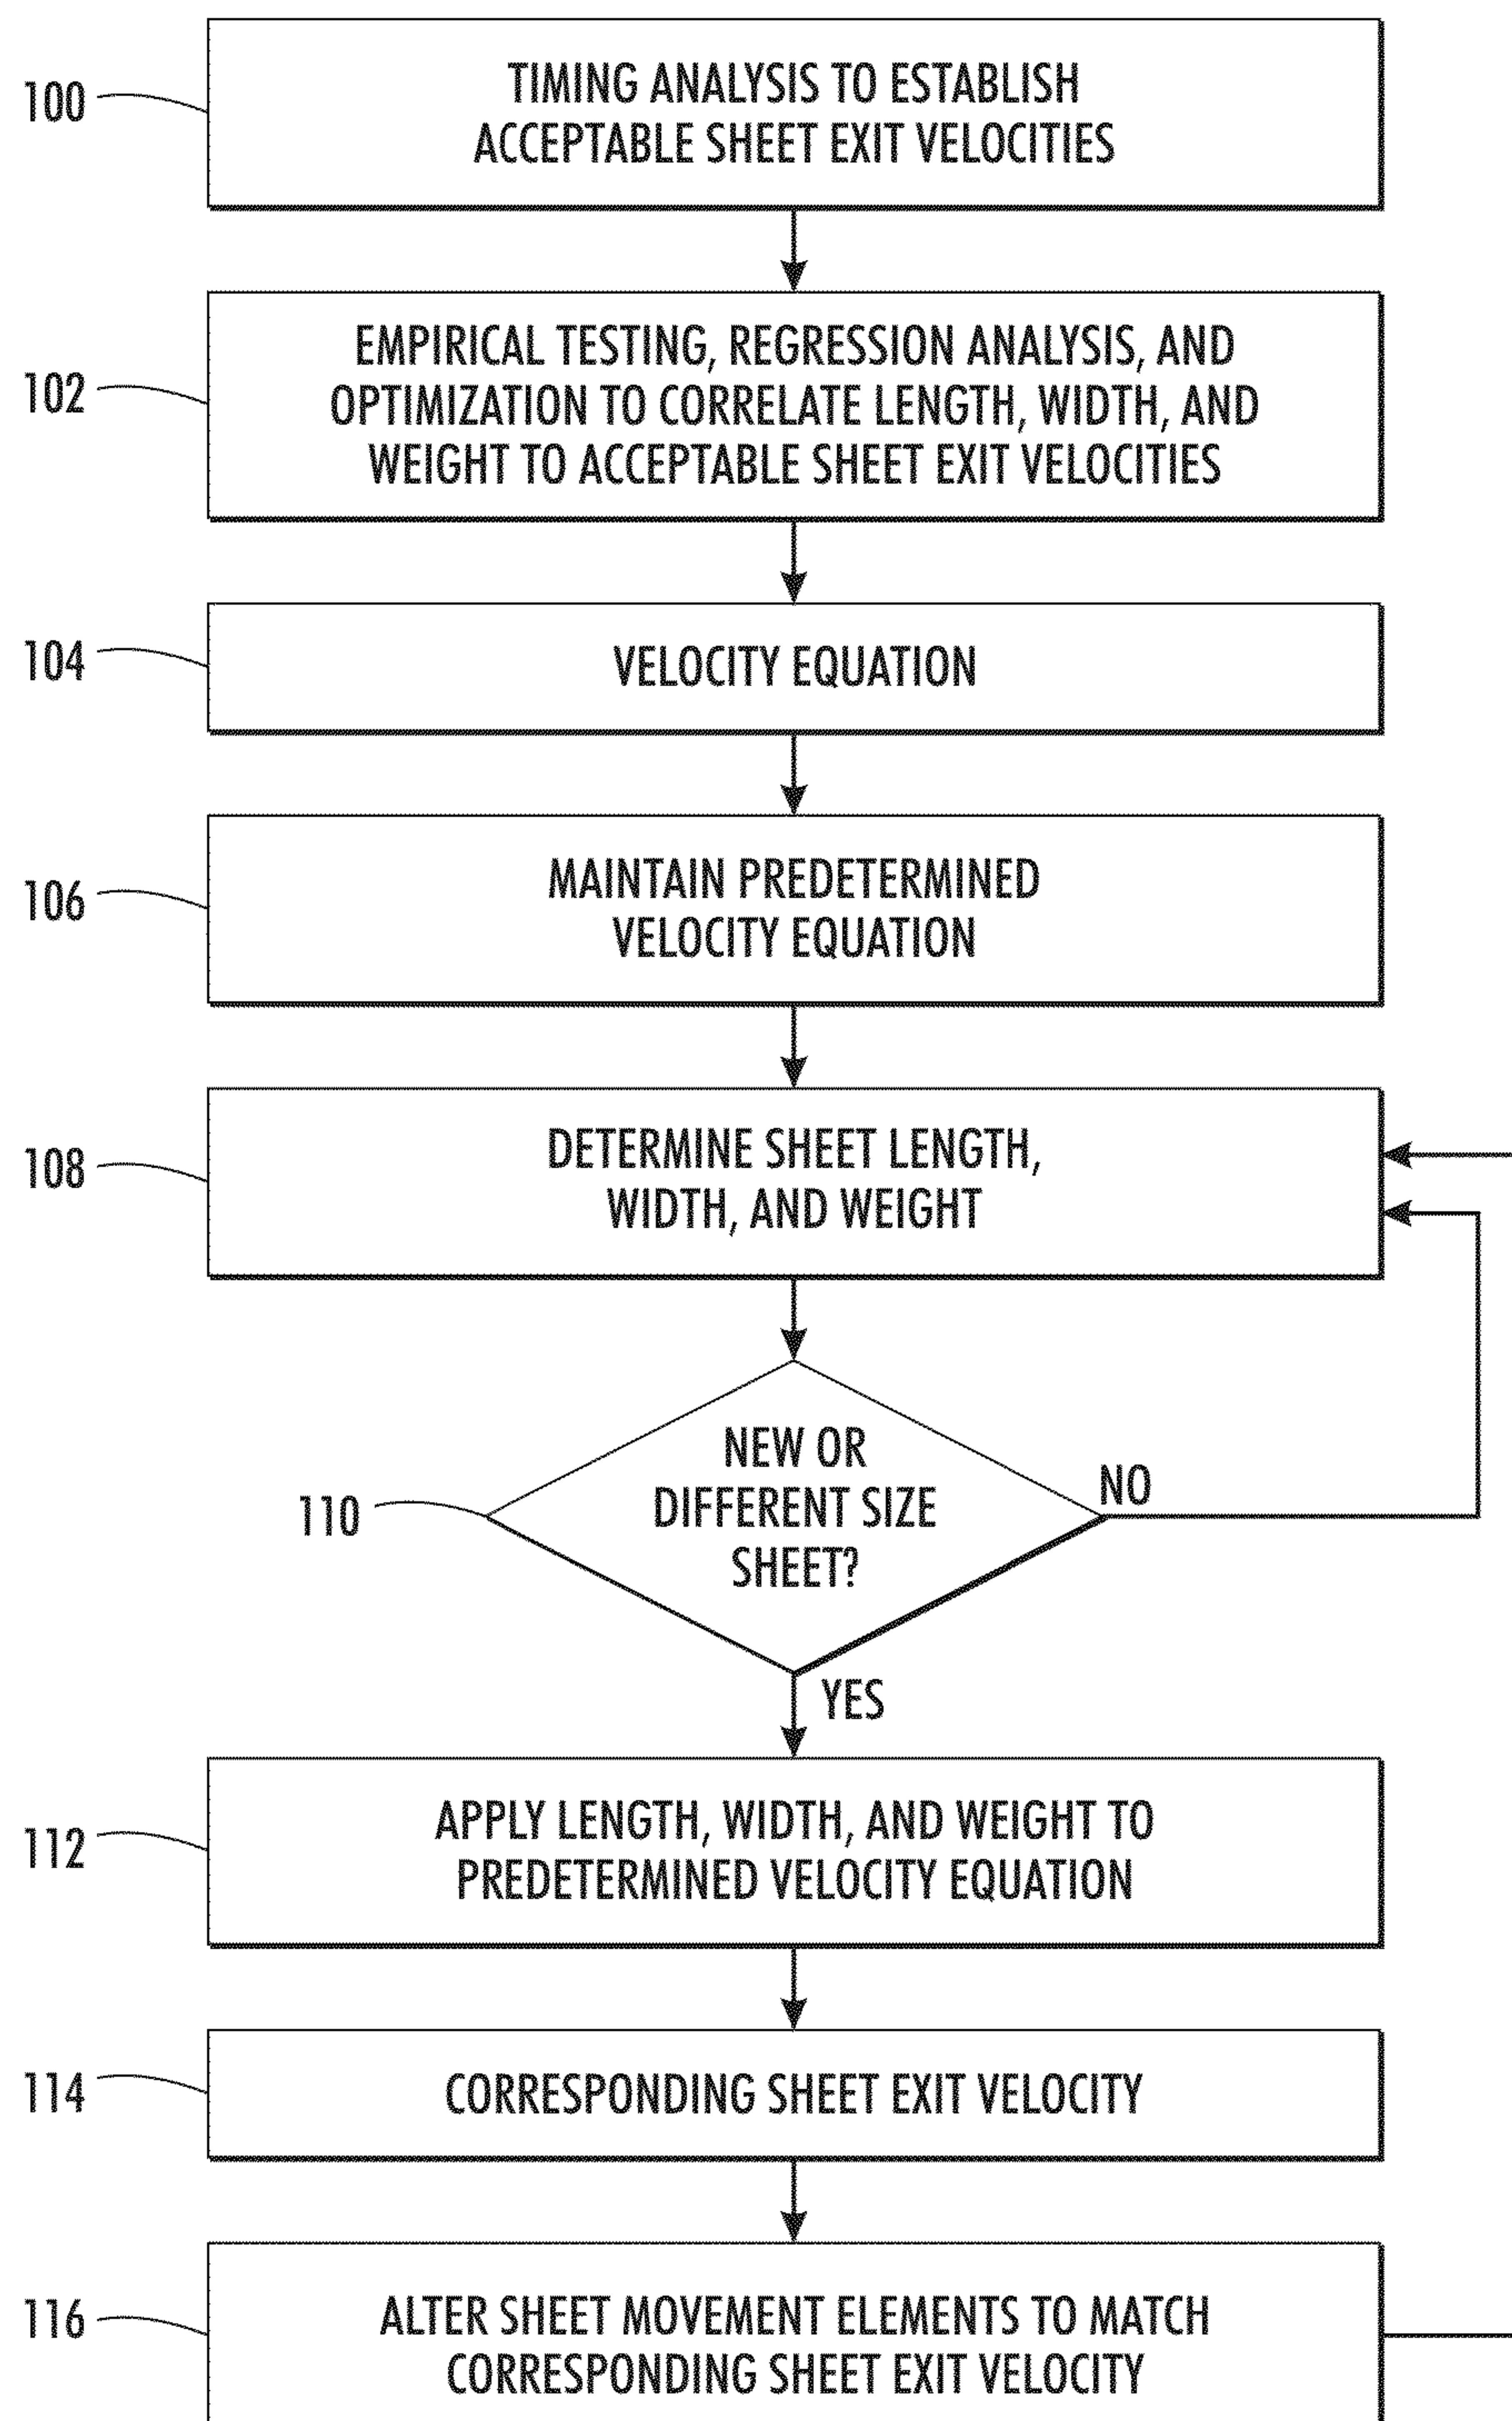 100
TIMING ANALYSIS TO ESTABLISH
ACCEPTABLE SHEET EXIT VELOCITIES
102
EMPIRICAL TESTING, REGRESSION ANALYSIS, AND
OPTIMIZATION TO CORRELATE LENGTH, WIDTH, AND
WEIGHT TO ACCEPTABLE SHEET EXIT VELOCITIES
104
VELOCITY EQUATION
106
MAINTAIN PREDETERMINED
VELOCITY EQUATION
108
DETERMINE SHEET LENGTH,
WIDTH, AND WEIGHT
110
NEW OR
DIFFERENT SIZE
SHEET?
NO
YES
112
APPLY LENGTH, WIDTH, AND WEIGHT TO
PREDETERMINED VELOCITY EQUATION
114
CORRESPONDING SHEET EXIT VELOCITY
116
ALTER SHEET MOVEMENT ELEMENTS TO MATCH
CORRESPONDING SHEET EXIT VELOCITY